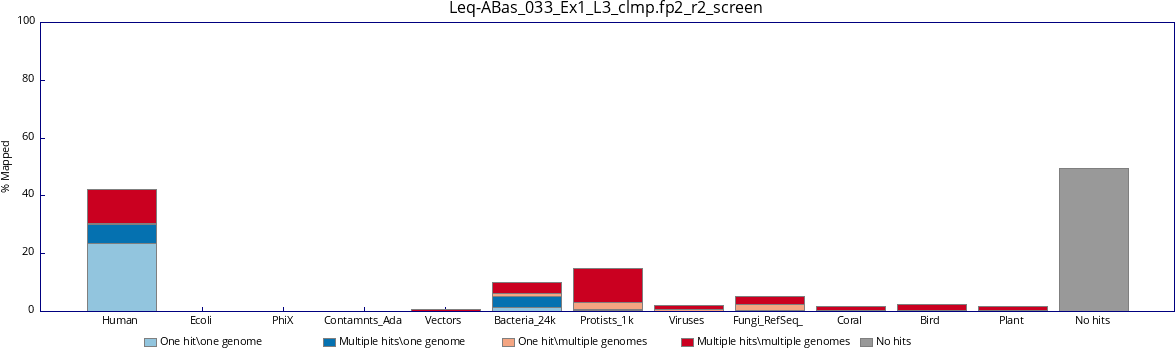 Leq-ABas_033_Ex1_L3_clmp.fp2_r2_screen
100
80
60
40
20
0
% Mapped
Human Ecoli PhiX Contamnts_Ada Vectors Bacteria_24k Protists_1k Viruses Fungi_RefSeq_ Coral Bird Plant No hits
One hit\one genome Multiple hits\one genome One hit\multiple genomes Multiple hits\multiple genomes No hits